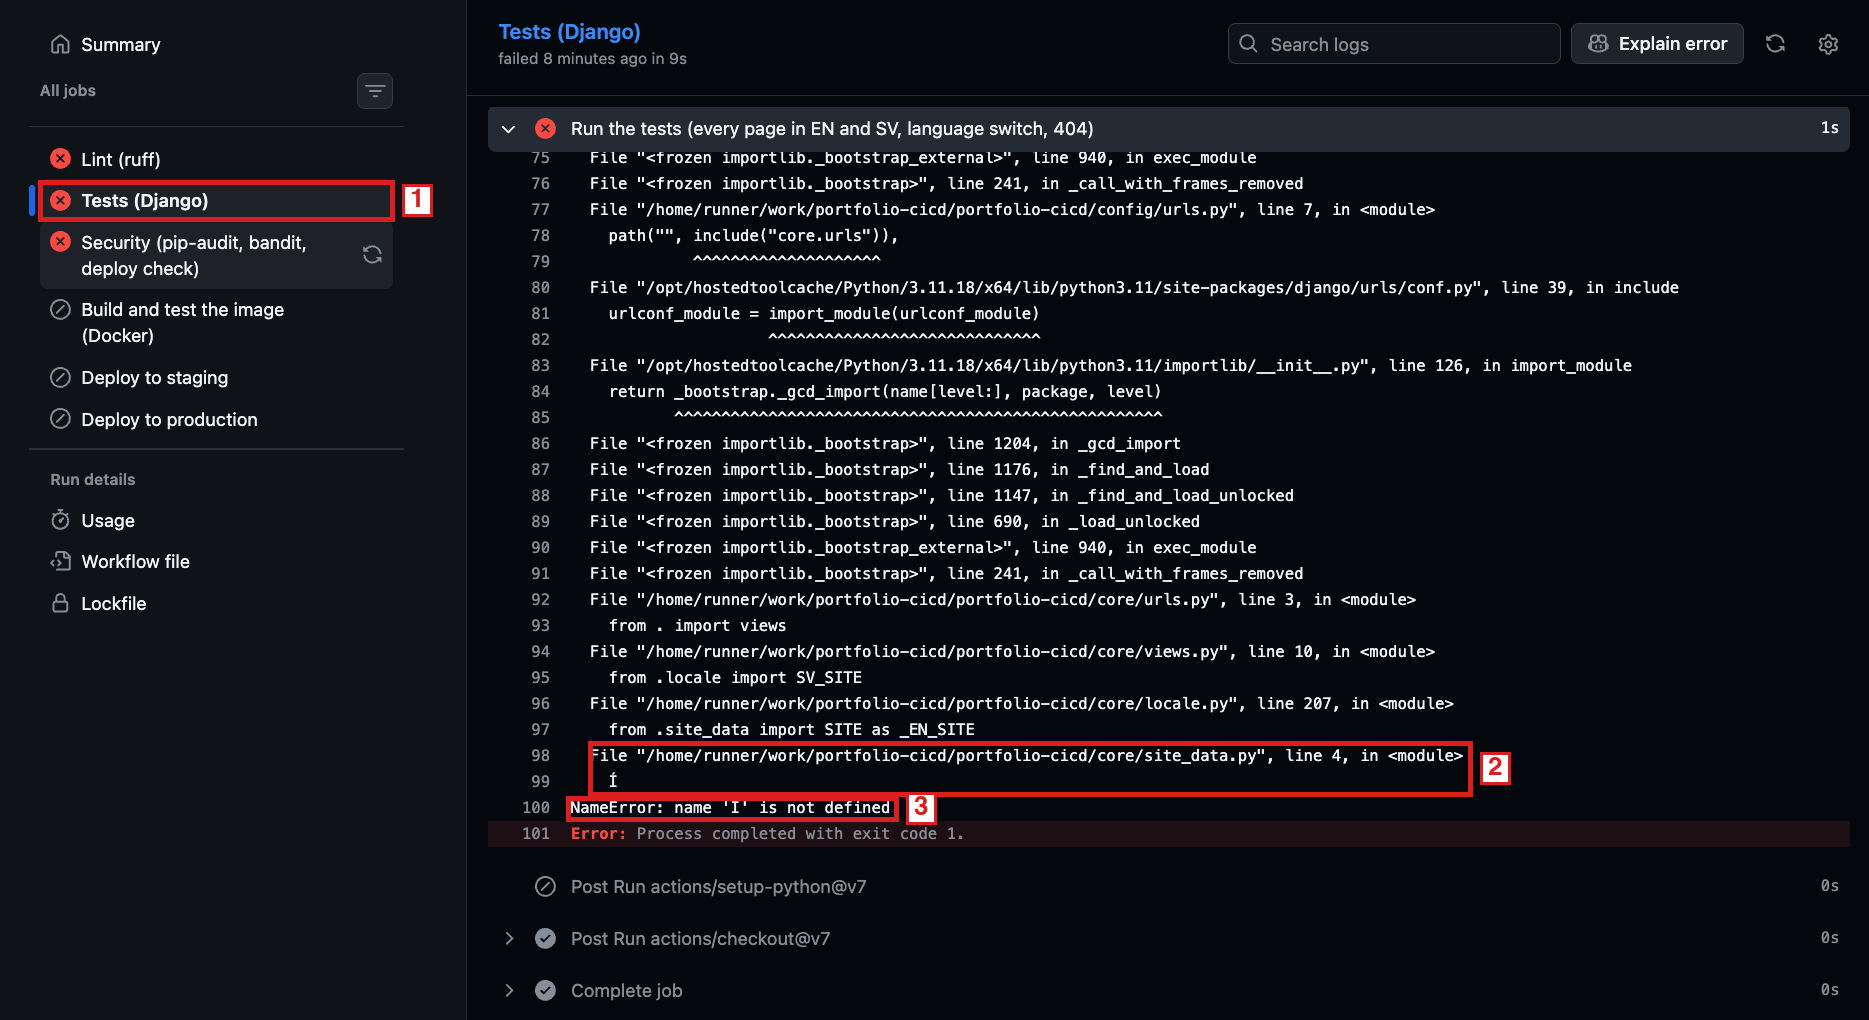 Summary
All jobs
Lint (ruff)
Tests (Django)
1
Security (pip-audit, bandit,
deploy check)
Build and test the image
(Docker)
Deploy to staging
Deploy to production
Run details
Usage
Workflow file
Lockfile
Tests (Django)
failed 8 minutes ago in 9s
Search logs
Explain error
Run the tests (every page in EN and SV, language switch, 404) 1s
75 File "<frozen importlib._bootstrap_external>", line 940, in exec_module
76 File "<frozen importlib._bootstrap>", line 241, in _call_with_frames_removed
77 File "/home/runner/work/portfolio-cicd/portfolio-cicd/config/urls.py", line 7, in <module>
78 path("", include("core.urls")),
79 ^^^^^^^^^^^^^^^^^^^^
80 File "/opt/hostedtoolcache/Python/3.11.18/x64/lib/python3.11/site-packages/django/urls/conf.py", line 39, in include
81 urlconf_module = import_module(urlconf_module)
82 ^^^^^^^^^^^^^^^^^^^^^^^^^^^^^
83 File "/opt/hostedtoolcache/Python/3.11.18/x64/lib/python3.11/importlib/__init__.py", line 126, in import_module
84 return _bootstrap._gcd_import(name[level:], package, level)
85 ^^^^^^^^^^^^^^^^^^^^^^^^^^^^^^^^^^^^^^^^^^^^^^^^^^^^
86 File "<frozen importlib._bootstrap>", line 1204, in _gcd_import
87 File "<frozen importlib._bootstrap>", line 1176, in _find_and_load
88 File "<frozen importlib._bootstrap>", line 1147, in _find_and_load_unlocked
89 File "<frozen importlib._bootstrap>", line 690, in _load_unlocked
90 File "<frozen importlib._bootstrap_external>", line 940, in exec_module
91 File "<frozen importlib._bootstrap>", line 241, in _call_with_frames_removed
92 File "/home/runner/work/portfolio-cicd/portfolio-cicd/core/urls.py", line 3, in <module>
93 from . import views
94 File "/home/runner/work/portfolio-cicd/portfolio-cicd/core/views.py", line 10, in <module>
95 from .locale import SV_SITE
96 File "/home/runner/work/portfolio-cicd/portfolio-cicd/core/locale.py", line 207, in <module>
97 from .site_data import SITE as _EN_SITE
98 File "/home/runner/work/portfolio-cicd/portfolio-cicd/core/site_data.py", line 4, in <module>
2
99 I
100 NameError: name 'I' is not defined
3
101 Error: Process completed with exit code 1.
Post Run actions/setup-python@v7 0s
Post Run actions/checkout@v7 0s
Complete job 0s